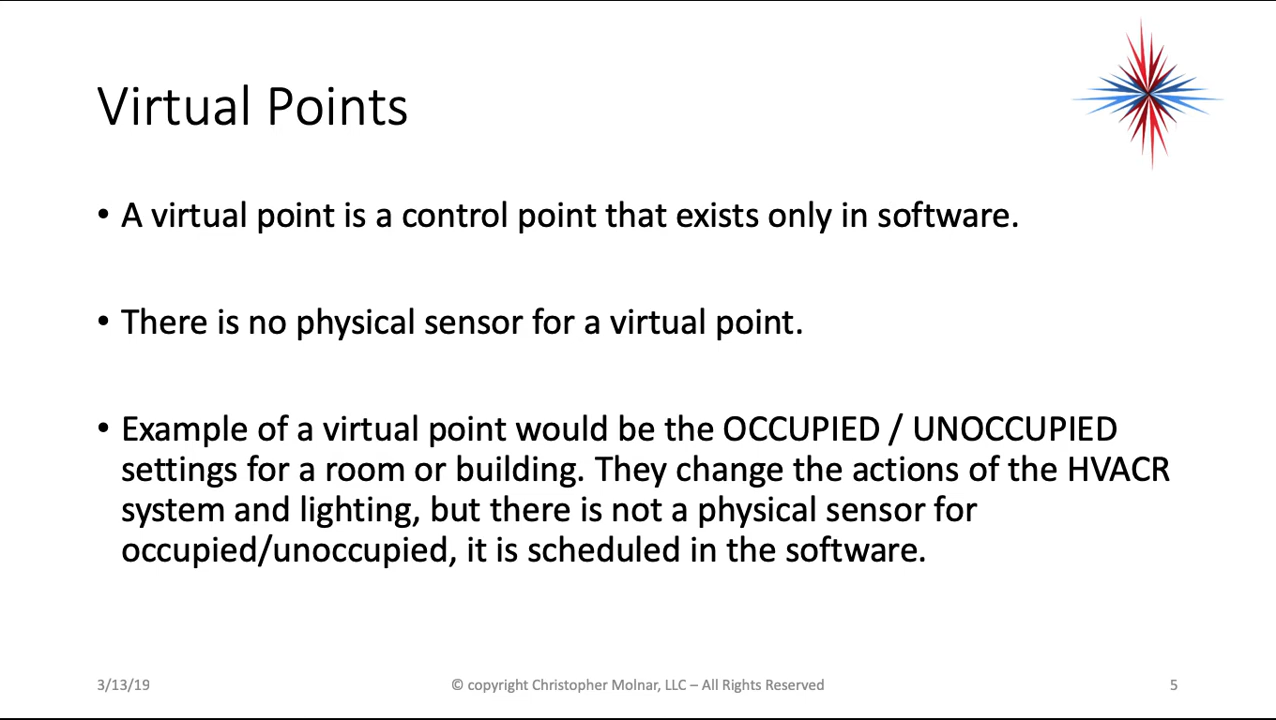 Virtual Points
• A virtual point is a control point that exists only in software.
• There is no physical sensor for a virtual point.
• Example of a virtual point would be the OCCUPIED / UNOCCUPIED
settings for a room or building. They change the actions of the HVACR
system and lighting, but there is not a physical sensor for
occupied/unoccupied, it is scheduled in the software.
3/13/19
© copyright Christopher Molnar, LLC – All Rights Reserved
5